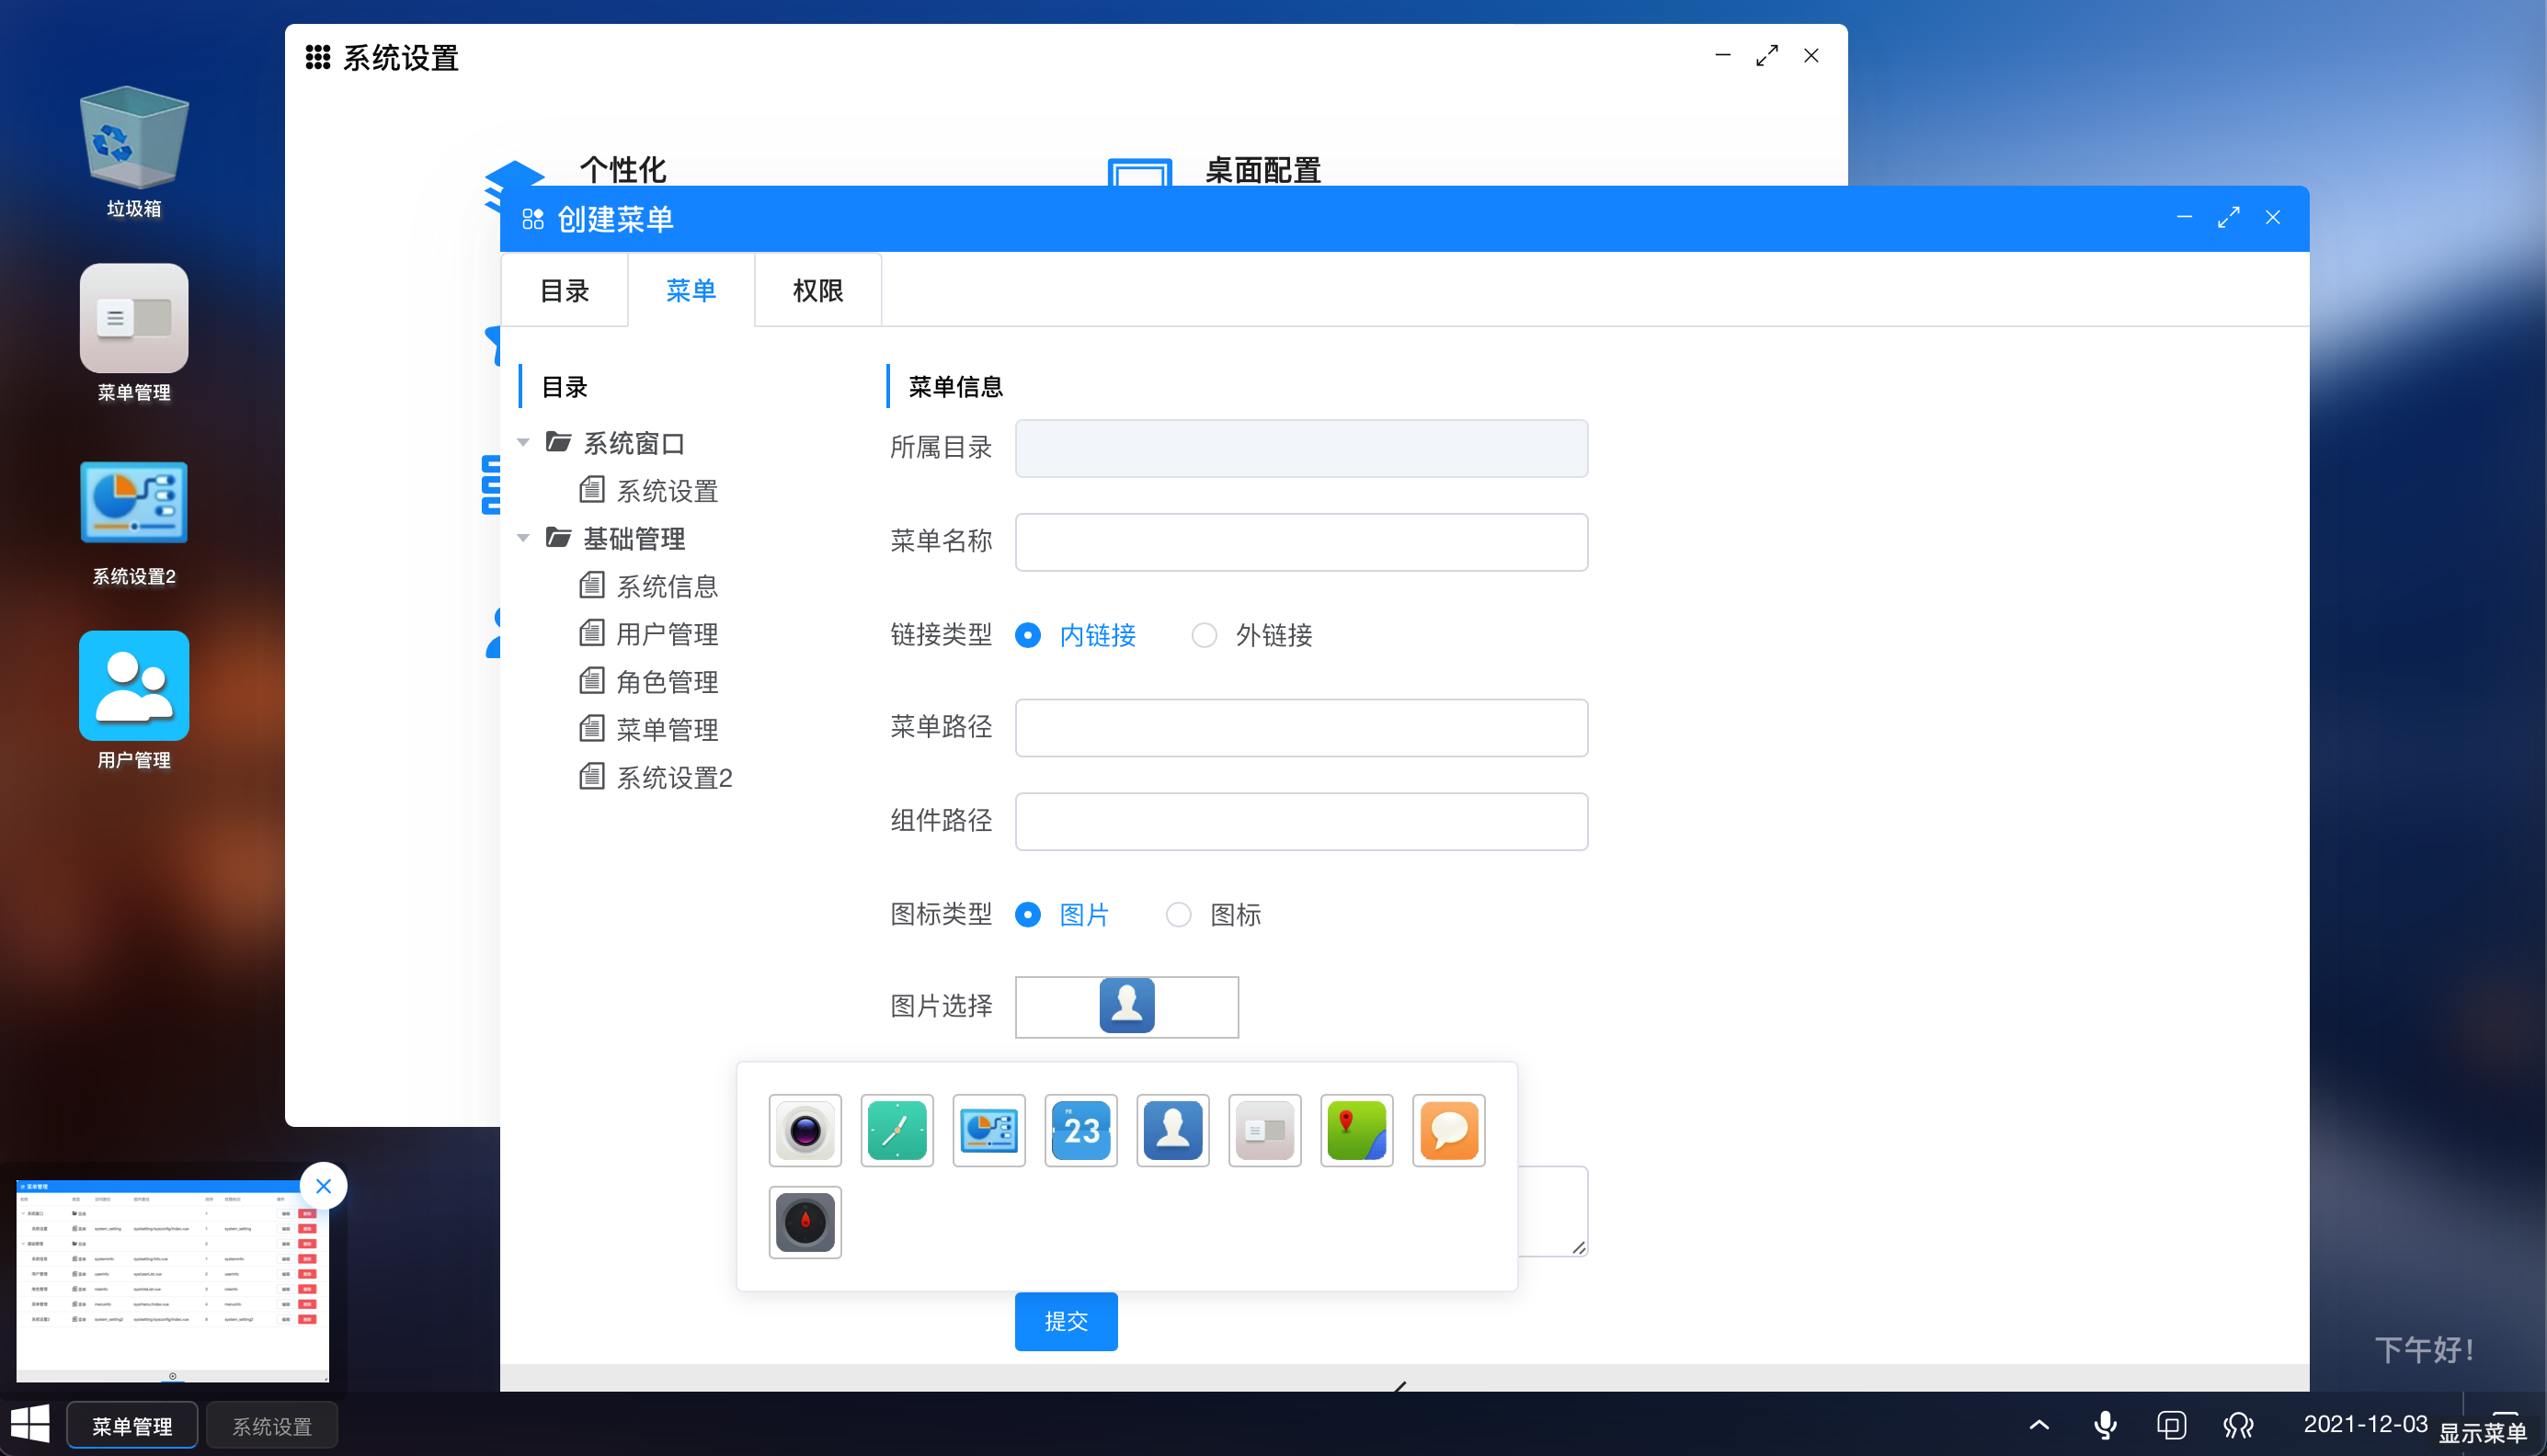 系统设置
个性化
桌面配置
垃圾箱
菜单管理
系统设置2
用户管理
创建菜单
目录
菜单
权限
目录
系统窗口
系统设置
基础管理
系统信息
用户管理
角色管理
菜单管理
系统设置2
菜单信息
所属目录
菜单名称
链接类型
内链接
外链接
菜单路径
组件路径
图标类型
图片
图标
图片选择
FRI
23
提交
菜单管理
下午好！
菜单管理
系统设置
2021-12-03
显示菜单